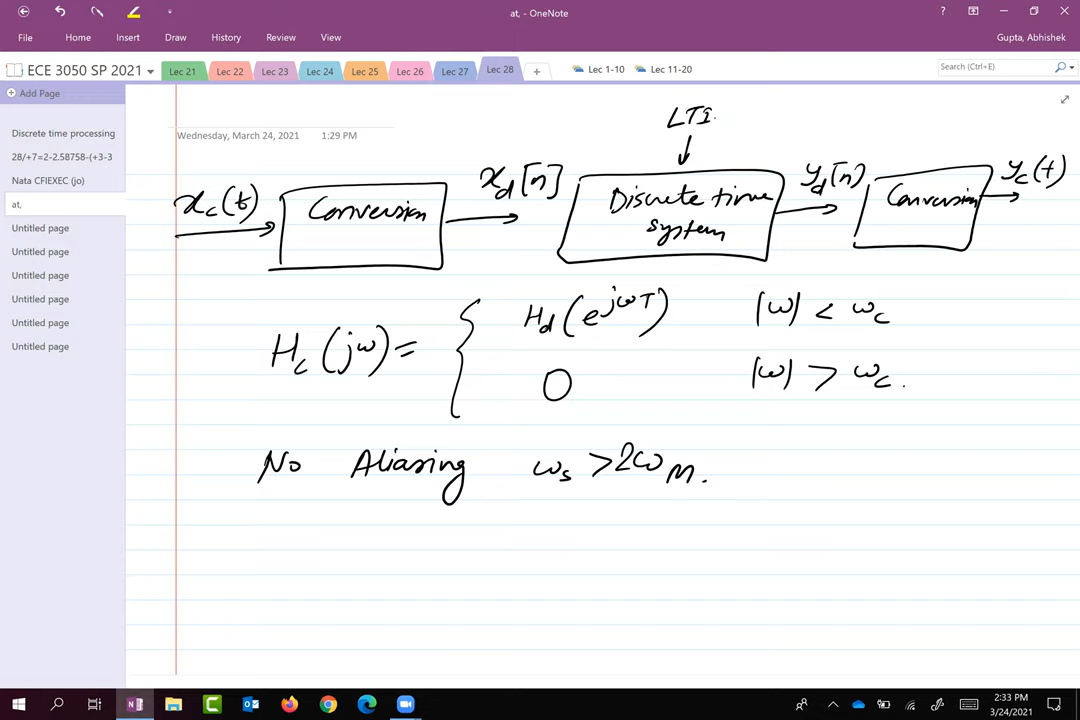 at, - OneNote
Gupta, Abhishek
File Home Insert Draw History Review View
ECE 3050 SP 2021 Lec 21 Lec 22 Lec 23 Lec 24 Lec 25 Lec 26 Lec 27 Lec 28 Lec 1-10 Lec 11-20 Search (Ctrl+E)
Add Page
Discrete time processing
28/+7=2-2.58758-(+3-3
Nata CFIEXEC (jo)
at,
Untitled page
Untitled page
Untitled page
Untitled page
Untitled page
Untitled page
Wednesday, March 24, 2021 1:29 PM
LTI.
x_c(t) Conversion x_d[n] Discrete time system y_d[n] Conversion y_c(t)
H_c(jω) = { H_d(e^{jωT}) |ω| < ω_c
0 |ω| > ω_c.
No Aliasing ω_s > 2ω_M.
2:33 PM
3/24/2021